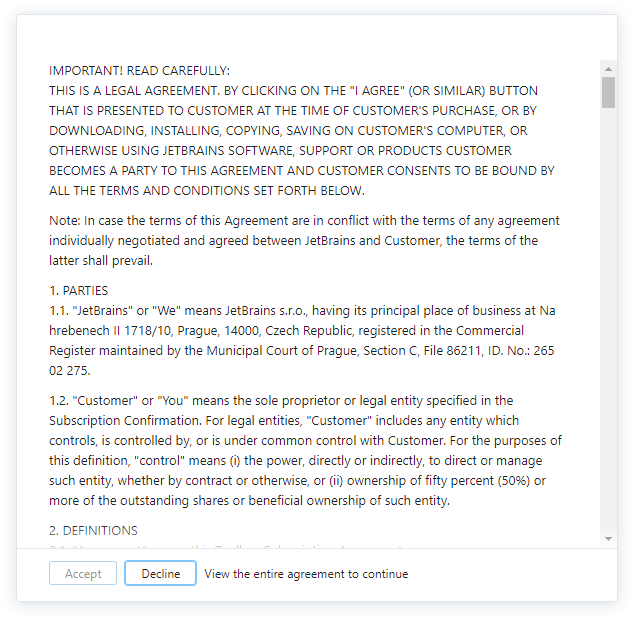 IMPORTANT! READ CAREFULLY:
THIS IS A LEGAL AGREEMENT. BY CLICKING ON THE "I AGREE" (OR SIMILAR) BUTTON
THAT IS PRESENTED TO CUSTOMER AT THE TIME OF CUSTOMER'S PURCHASE, OR BY
DOWNLOADING, INSTALLING, COPYING, SAVING ON CUSTOMER'S COMPUTER, OR
OTHERWISE USING JETBRAINS SOFTWARE, SUPPORT OR PRODUCTS CUSTOMER
BECOMES A PARTY TO THIS AGREEMENT AND CUSTOMER CONSENTS TO BE BOUND BY
ALL THE TERMS AND CONDITIONS SET FORTH BELOW.
Note: In case the terms of this Agreement are in conflict with the terms of any agreement
individually negotiated and agreed between JetBrains and Customer, the terms of the
latter shall prevail.
1. PARTIES
1.1. "JetBrains" or "We" means JetBrains s.r.o., having its principal place of business at Na
hrebenech II 1718/10, Prague, 14000, Czech Republic, registered in the Commercial
Register maintained by the Municipal Court of Prague, Section C, File 86211, ID. No.: 265
02 275.
1.2. "Customer" or "You" means the sole proprietor or legal entity specified in the
Subscription Confirmation. For legal entities, "Customer" includes any entity which
controls, is controlled by, or is under common control with Customer. For the purposes of
this definition, "control" means (i) the power, directly or indirectly, to direct or manage
such entity, whether by contract or otherwise, or (ii) ownership of fifty percent (50%) or
more of the outstanding shares or beneficial ownership of such entity.
2. DEFINITIONS
Accept Decline View the entire agreement to continue